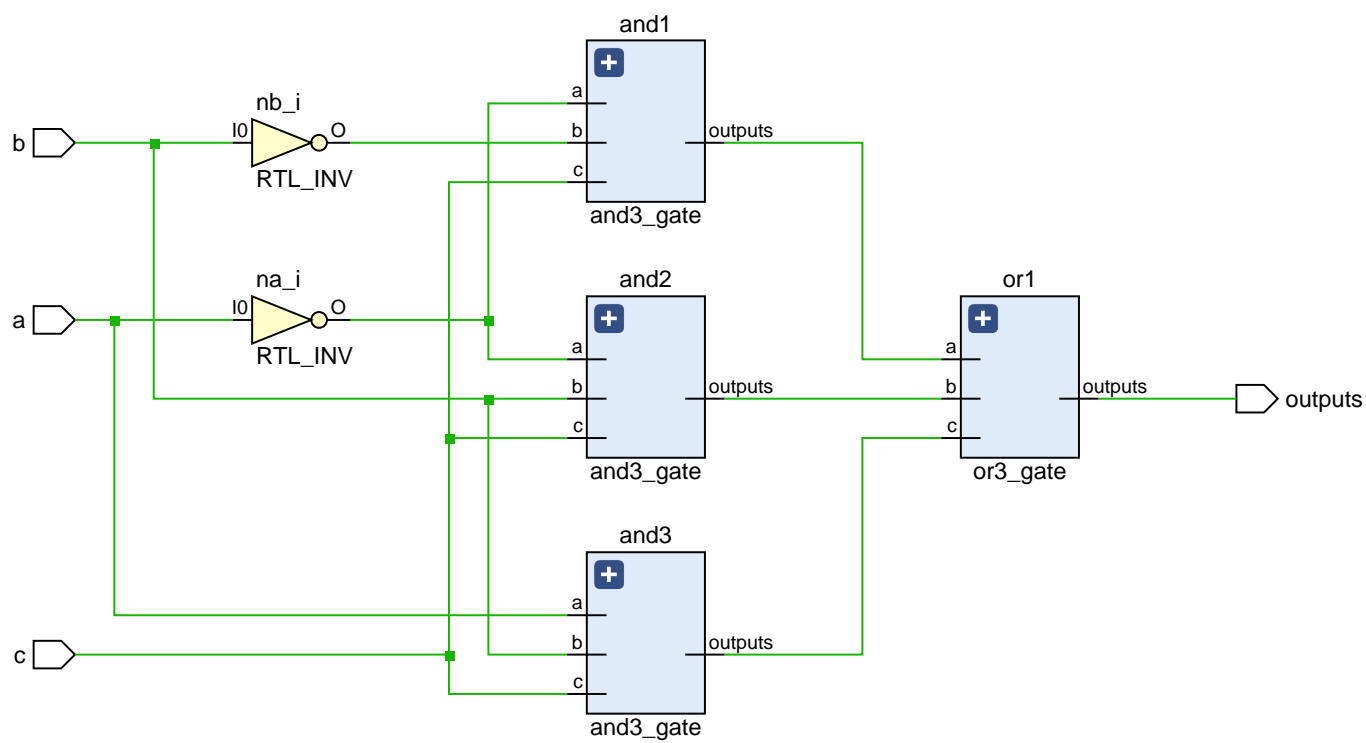 and1
a
b
c
outputs
and3_gate
nb_i
b
I0
O
RTL_INV
na_i
a
I0
O
RTL_INV
and2
a
b
c
outputs
and3_gate
or1
a
b
c
outputs
or3_gate
outputs
and3
a
b
c
outputs
and3_gate
c